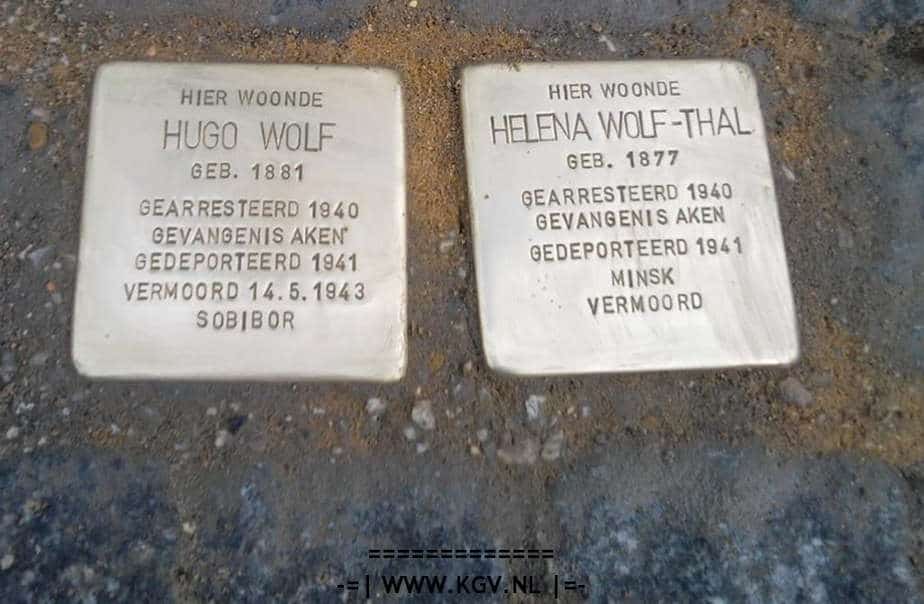 HIER WOONDE
HUGO WOLF
GEB. 1881
GEARRESTEERD 1940
GEVANGENIS AKEN
GEDEPORTEERD 1941
VERMOORD 14.5.1943
SOBIBOR
HIER WOONDE
HELENA WOLF-THAL
GEB. 1877
GEARRESTEERD 1940
GEVANGENIS AKEN
GEDEPORTEERD 1941
MINSK
VERMOORD
=============
-=| WWW.KGV.NL |=-